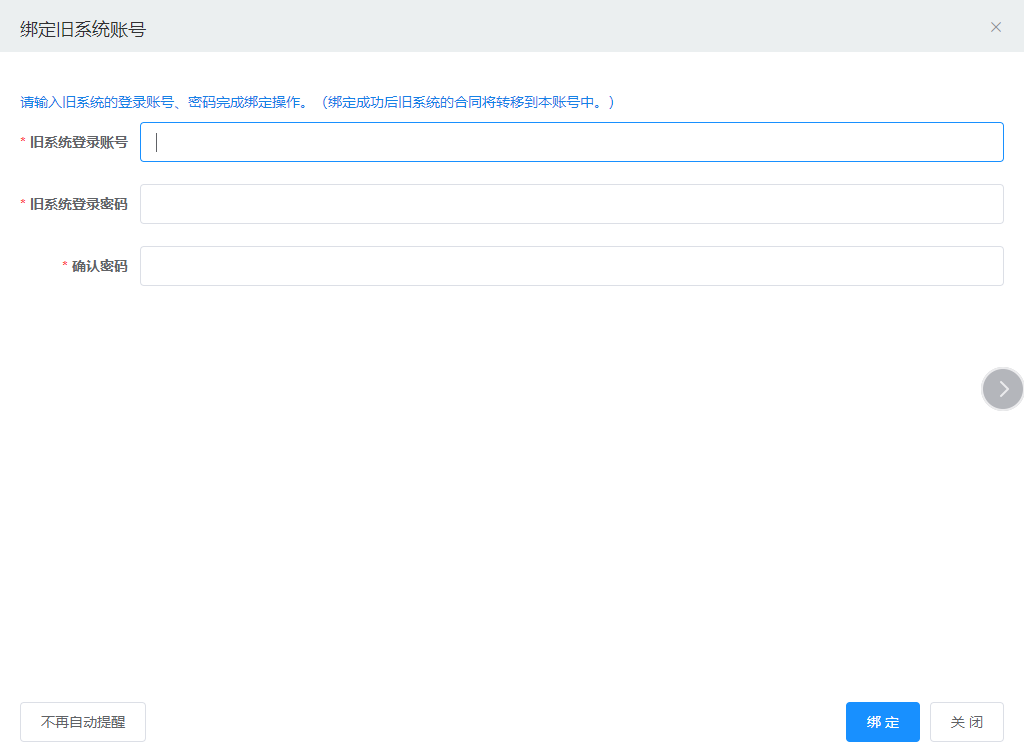 绑定旧系统账号
请输入旧系统的登录账号、密码完成绑定操作。（绑定成功后旧系统的合同将转移到本账号中。）
* 旧系统登录账号
* 旧系统登录密码
* 确认密码
不再自动提醒
绑 定
关 闭